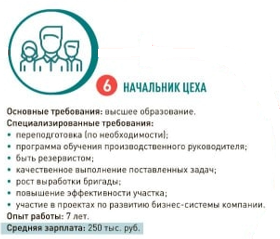 6 НАЧАЛЬНИК ЦЕХА
Основные требования: высшее образование.
Специализированные требования:
• переподготовка (по необходимости);
• программа обучения производственного руководителя;
• быть резервистом;
• качественное выполнение поставленных задач;
• рост выработки бригады;
• повышение эффективности участка;
• участие в проектах по развитию бизнес-системы компании.
Опыт работы: 7 лет.
Средняя зарплата: 250 тыс. руб.